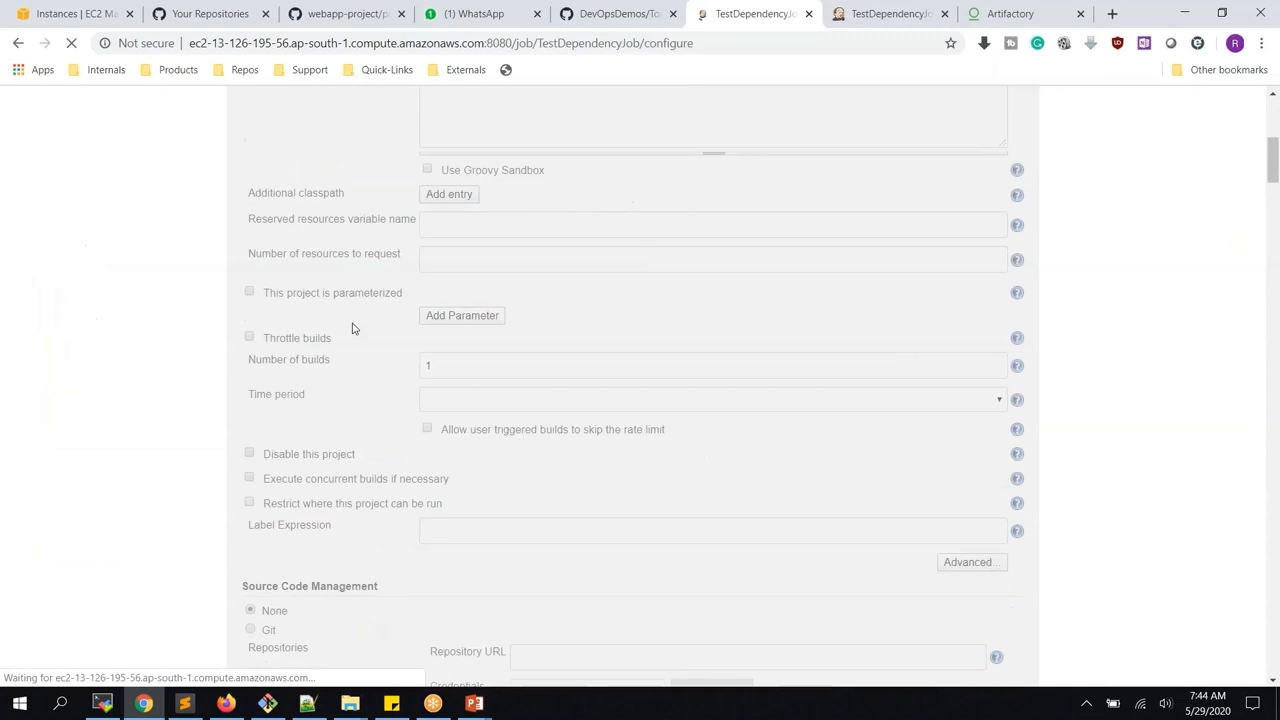 Instances | EC2 Ma
Your Repositories
webapp-project/p
(1) WhatsApp
DevOpsDemos/To
TestDependencyJo
TestDependencyJo
Artifactory
Not secure | ec2-13-126-195-56.ap-south-1.compute.amazonaws.com:8080/job/TestDependencyJob/configure
Apps Internals Products Repos Support Quick-Links Externals Other bookmarks
Use Groovy Sandbox
Additional classpath Add entry
Reserved resources variable name
Number of resources to request
This project is parameterized
Add Parameter
Throttle builds
Number of builds 1
Time period
Allow user triggered builds to skip the rate limit
Disable this project
Execute concurrent builds if necessary
Restrict where this project can be run
Label Expression
Advanced...
Source Code Management
None
Git
Repositories Repository URL
Credentials
Waiting for ec2-13-126-195-56.ap-south-1.compute.amazonaws.com...
7:44 AM
5/29/2020